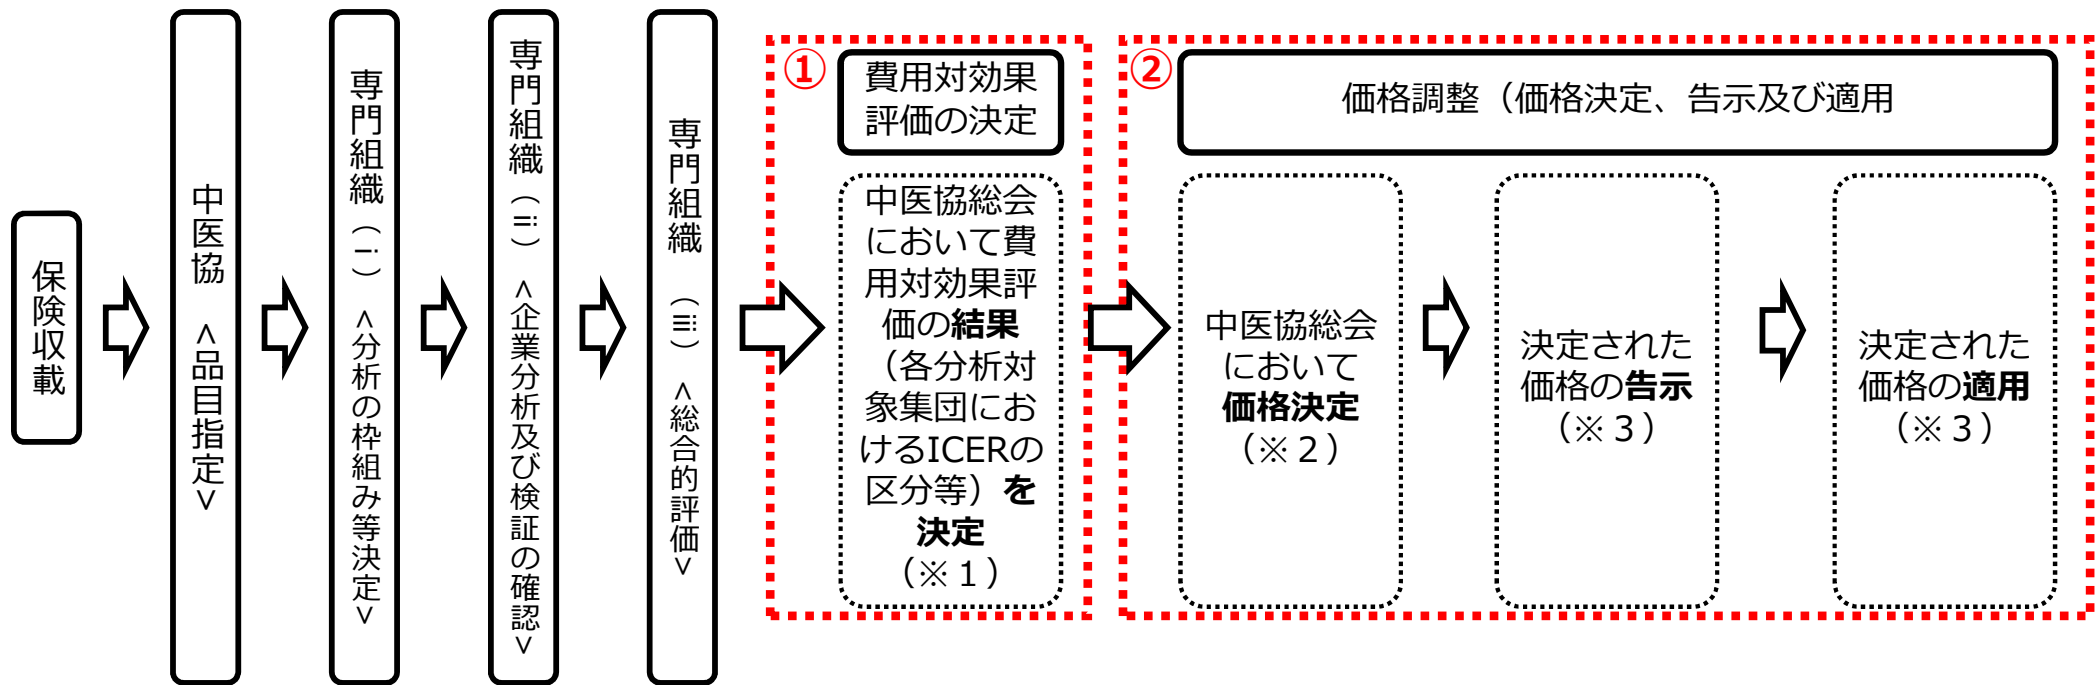 保険収載
中医協 <品目指定>
専門組織(ⅰ) <分析の枠組み等決定>
専門組織(ⅱ) <企業分析及び検証の確認>
専門組織 (ⅲ) <総合的評価>
①
費用対効果
評価の決定
中医協総会
において費
用対効果評
価の結果
(各分析対
象集団にお
けるICERの
区分等)を
決定
(※1)
②
価格調整(価格決定、告示及び適用
中医協総会
において
価格決定
(※2)
決定された
価格の告示
(※3)
決定された
価格の適用
(※3)